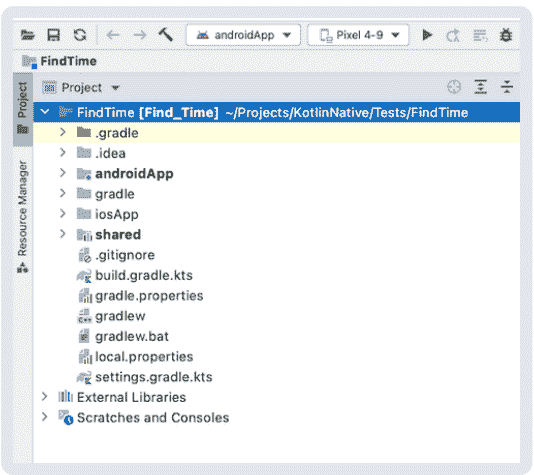 androidApp Pixel 4-9
FindTime
Project
FindTime [Find_Time] ~/Projects/KotlinNative/Tests/FindTime
.gradle
.idea
androidApp
gradle
iosApp
shared
.gitignore
build.gradle.kts
gradle.properties
gradlew
gradlew.bat
local.properties
settings.gradle.kts
External Libraries
Scratches and Consoles
Project
Resource Manager